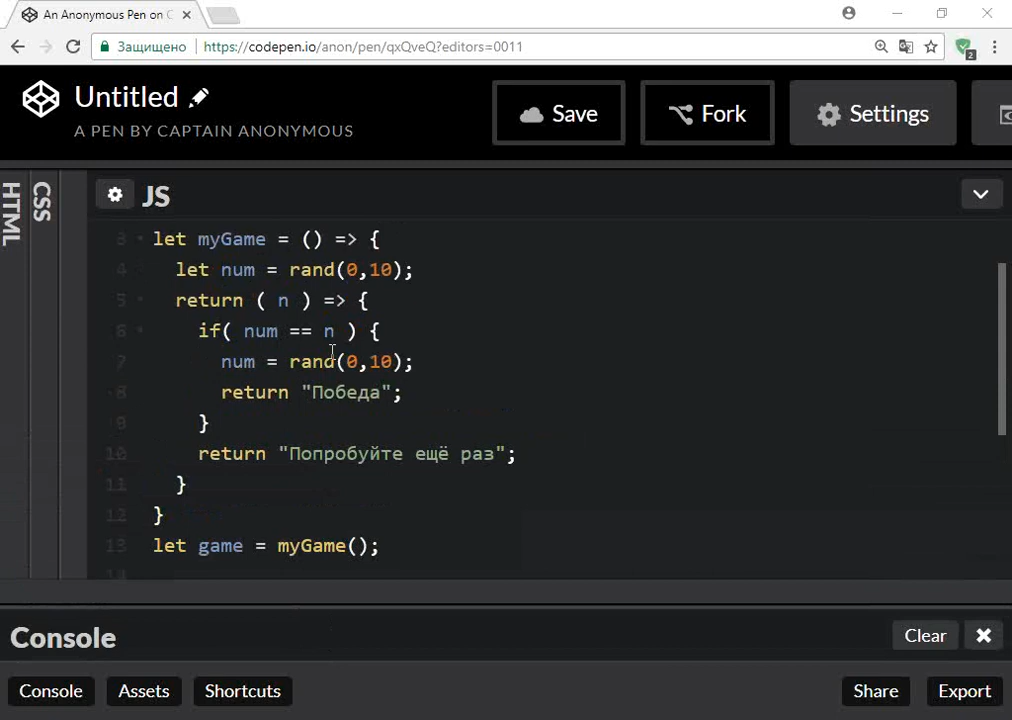 An Anonymous Pen on C
Защищено
https://codepen.io/anon/pen/qxQveQ?editors=0011
2
Untitled
A PEN BY CAPTAIN ANONYMOUS
Save
Fork
Settings
HTML
CSS
JS
3 let myGame = () => {
4 let num = rand(0,10);
5 return ( n ) => {
6 if( num == n ) {
7 num = rand(0,10);
8 return "Победа";
9 }
10 return "Попробуйте ещё раз";
11 }
12 }
13 let game = myGame();
14
Console
Clear
Console
Assets
Shortcuts
Share
Export